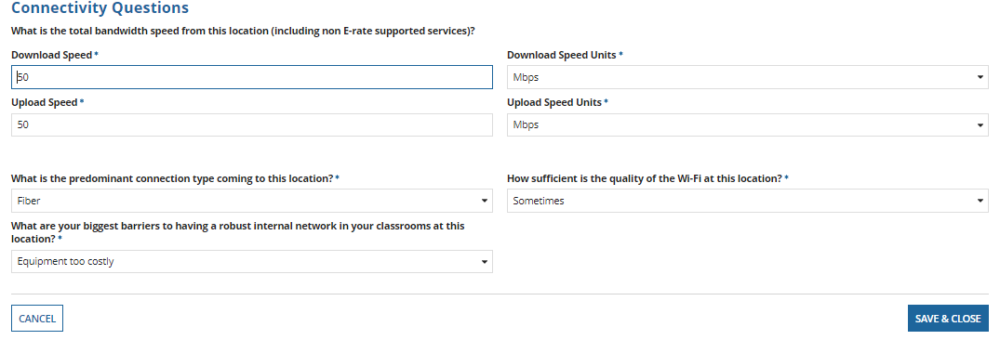 Connectivity Questions
What is the total bandwidth speed from this location (including non E-rate supported services)?
Download Speed *
Download Speed Units *
50
Mbps
Upload Speed *
Upload Speed Units *
50
Mbps
What is the predominant connection type coming to this location? *
How sufficient is the quality of the Wi-Fi at this location? *
Fiber
Sometimes
What are your biggest barriers to having a robust internal network in your classrooms at this
location? *
Equipment too costly
CANCEL
SAVE & CLOSE